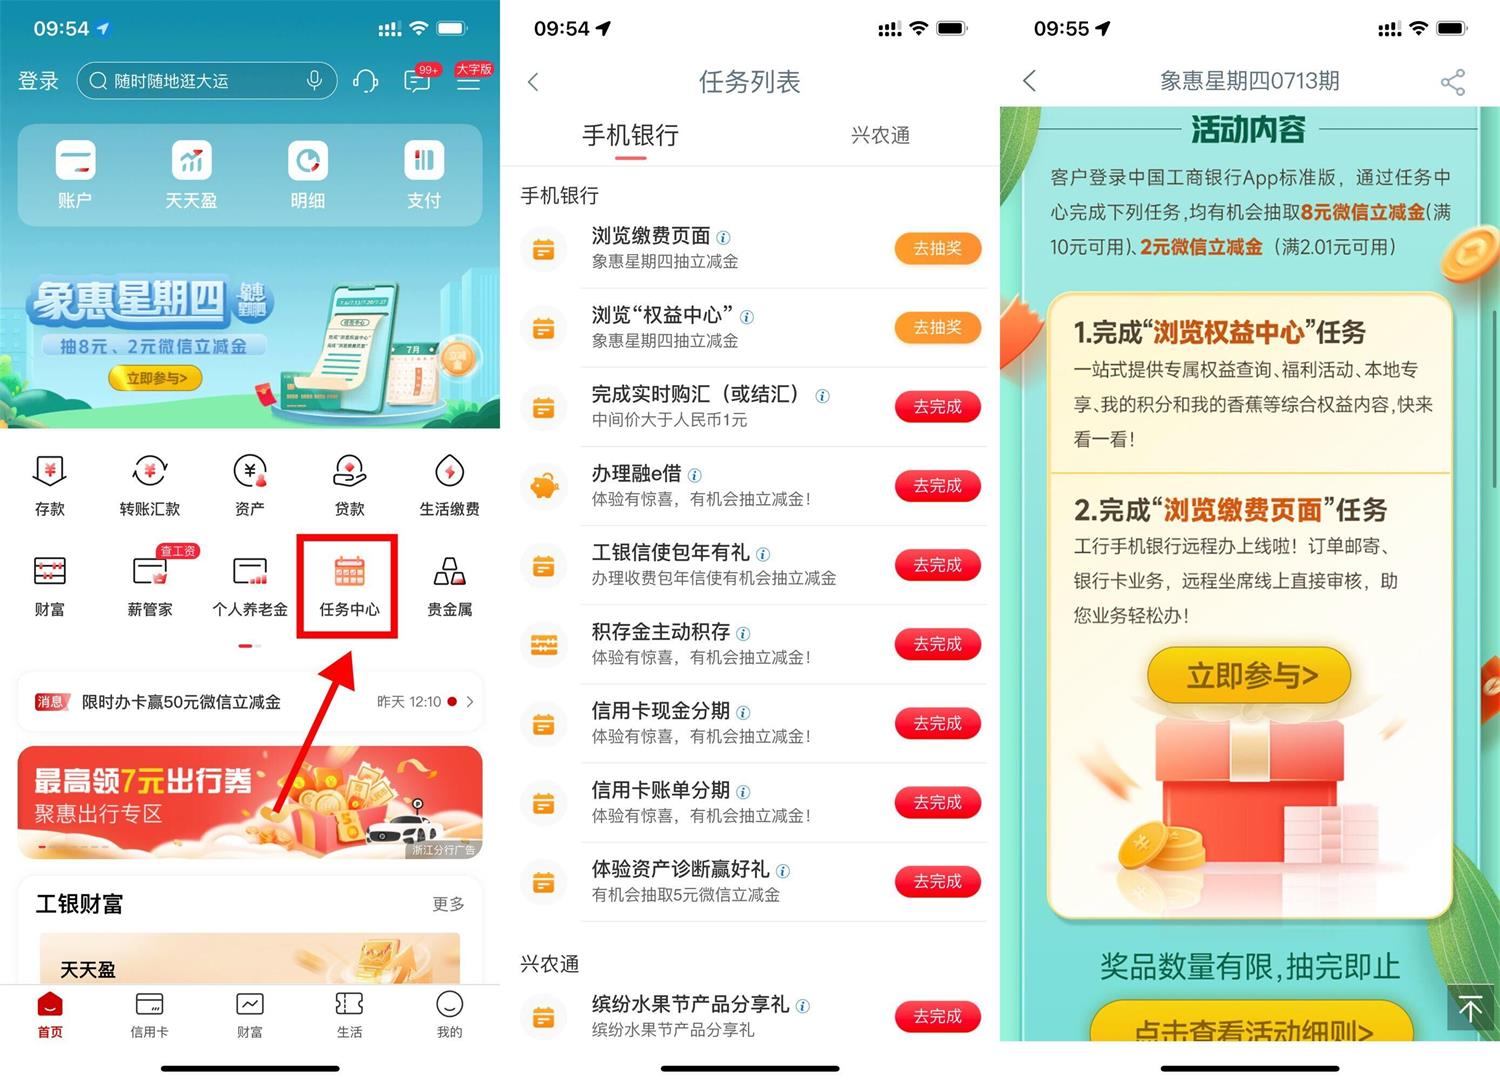 09:54
登录
随时随地逛大运
99+
大字版
账户
天天盈
明细
支付
象惠星期四
抽8元、2元微信立减金
立即参与>
7月
存款
转账汇款
资产
贷款
生活缴费
查工资
财富
薪管家
个人养老金
任务中心
贵金属
消息
限时办卡赢50元微信立减金
昨天 12:10
最高领7元出行券
聚惠出行专区
浙江分行广告
工银财富
更多
天天盈
首页
信用卡
财富
生活
我的
09:54
任务列表
手机银行
兴农通
手机银行
浏览缴费页面
象惠星期四抽立减金
去抽奖
浏览“权益中心”
象惠星期四抽立减金
去抽奖
完成实时购汇（或结汇）
中间价大于人民币1元
去完成
办理融e借
体验有惊喜，有机会抽立减金！
去完成
工银信使包年有礼
办理收费包年信使有机会抽立减金
去完成
积存金主动积存
体验有惊喜，有机会抽立减金！
去完成
信用卡现金分期
体验有惊喜，有机会抽立减金！
去完成
信用卡账单分期
体验有惊喜，有机会抽立减金！
去完成
体验资产诊断赢好礼
有机会抽取5元微信立减金
去完成
兴农通
缤纷水果节产品分享礼
缤纷水果节产品分享礼
去完成
09:55
象惠星期四0713期
活动内容
客户登录中国工商银行App标准版，通过任务中
心完成下列任务,均有机会抽取8元微信立减金(满
10元可用)、2元微信立减金（满2.01元可用）
1.完成“浏览权益中心”任务
一站式提供专属权益查询、福利活动、本地专
享、我的积分和我的香蕉等综合权益内容,快来
看一看！
2.完成“浏览缴费页面”任务
工行手机银行远程办上线啦！订单邮寄、
银行卡业务，远程坐席线上直接审核，助
您业务轻松办！
立即参与>
奖品数量有限,抽完即止
点击查看活动细则>